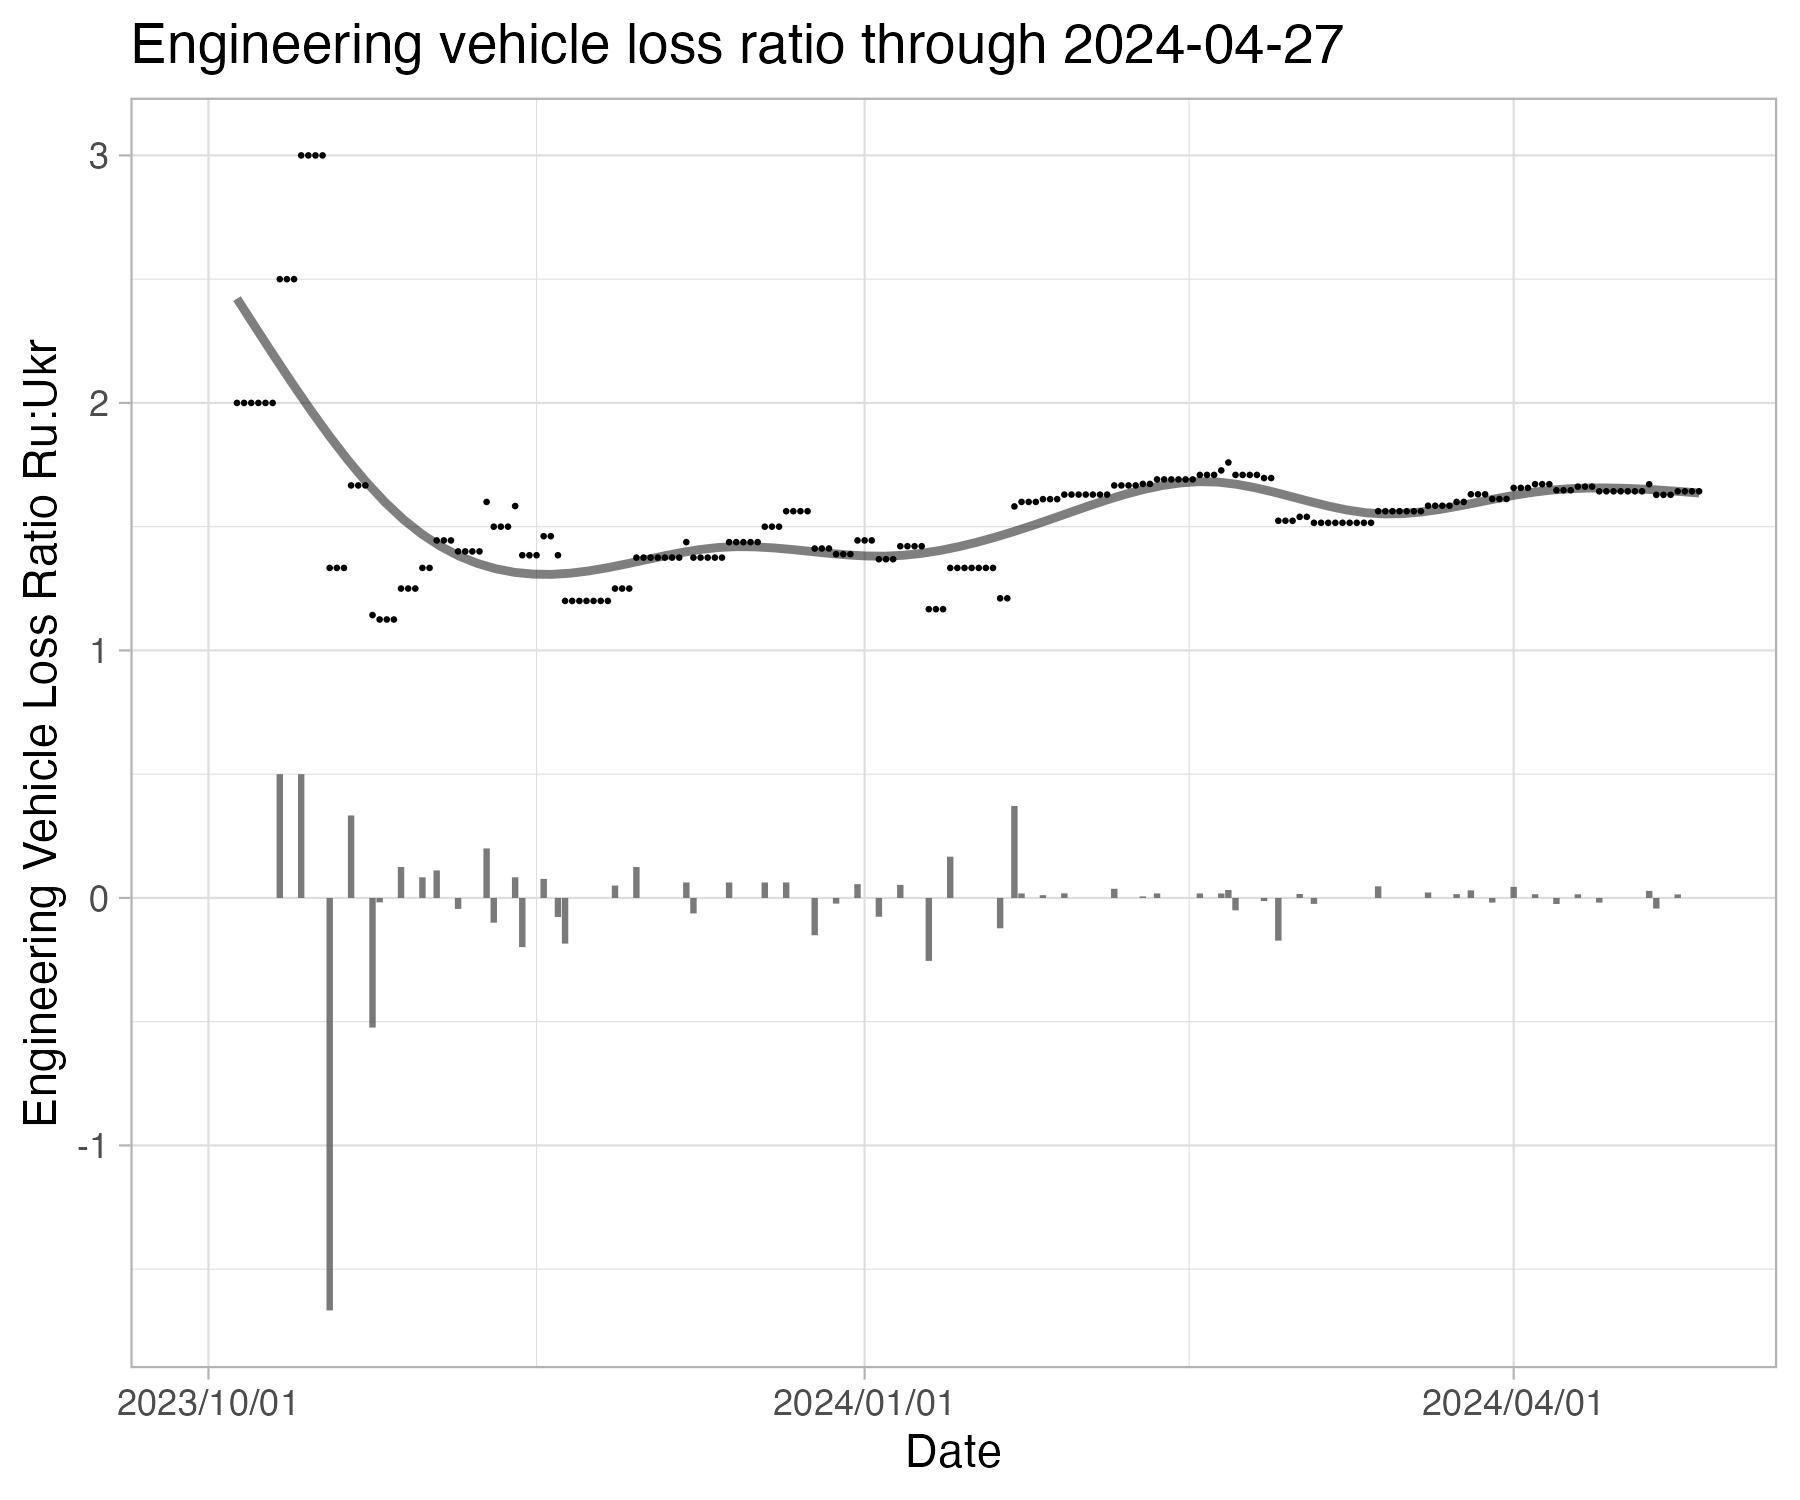 Engineering vehicle loss ratio through 2024-04-27
Engineering Vehicle Loss Ratio Ru:Ukr
3
2
1
0
-1
2023/10/01
2024/01/01
2024/04/01
Date